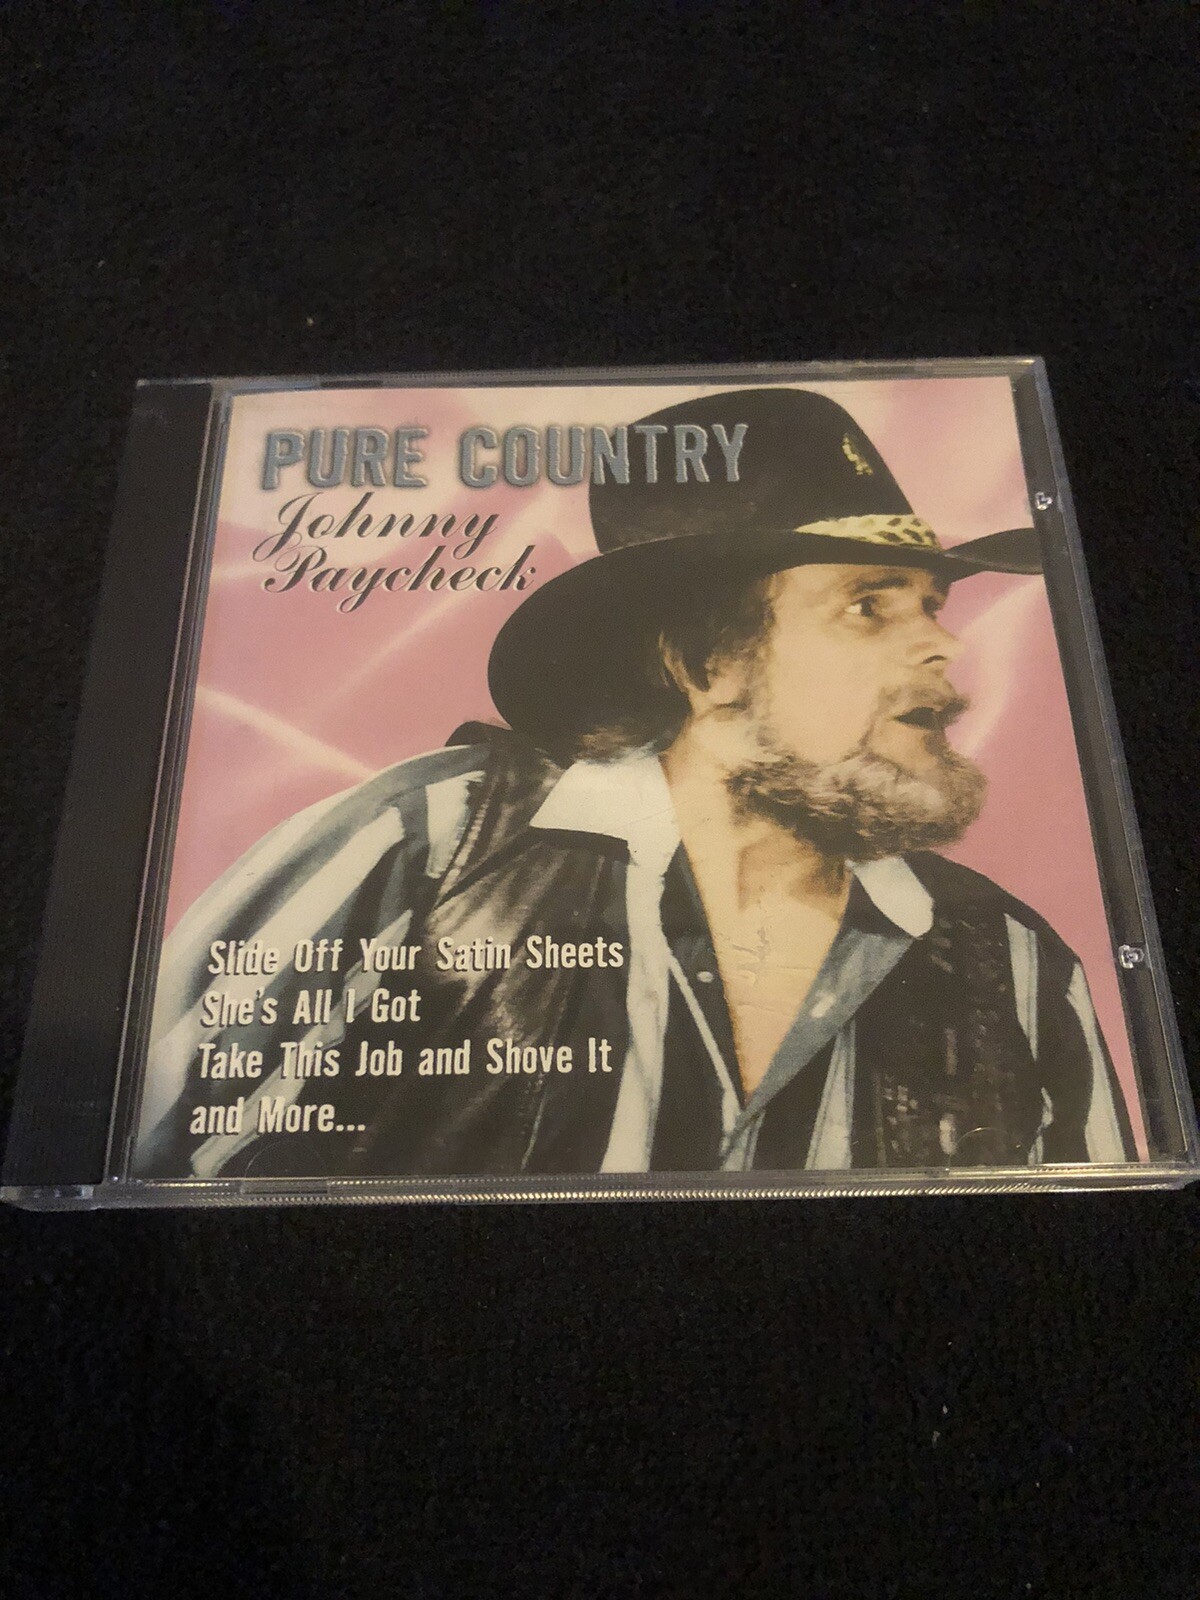 PURE COUNTRY
Johnny
Paycheck
Slide Off Your Satin Sheets
She's All I Got
Take This Job and Shove It
and More...